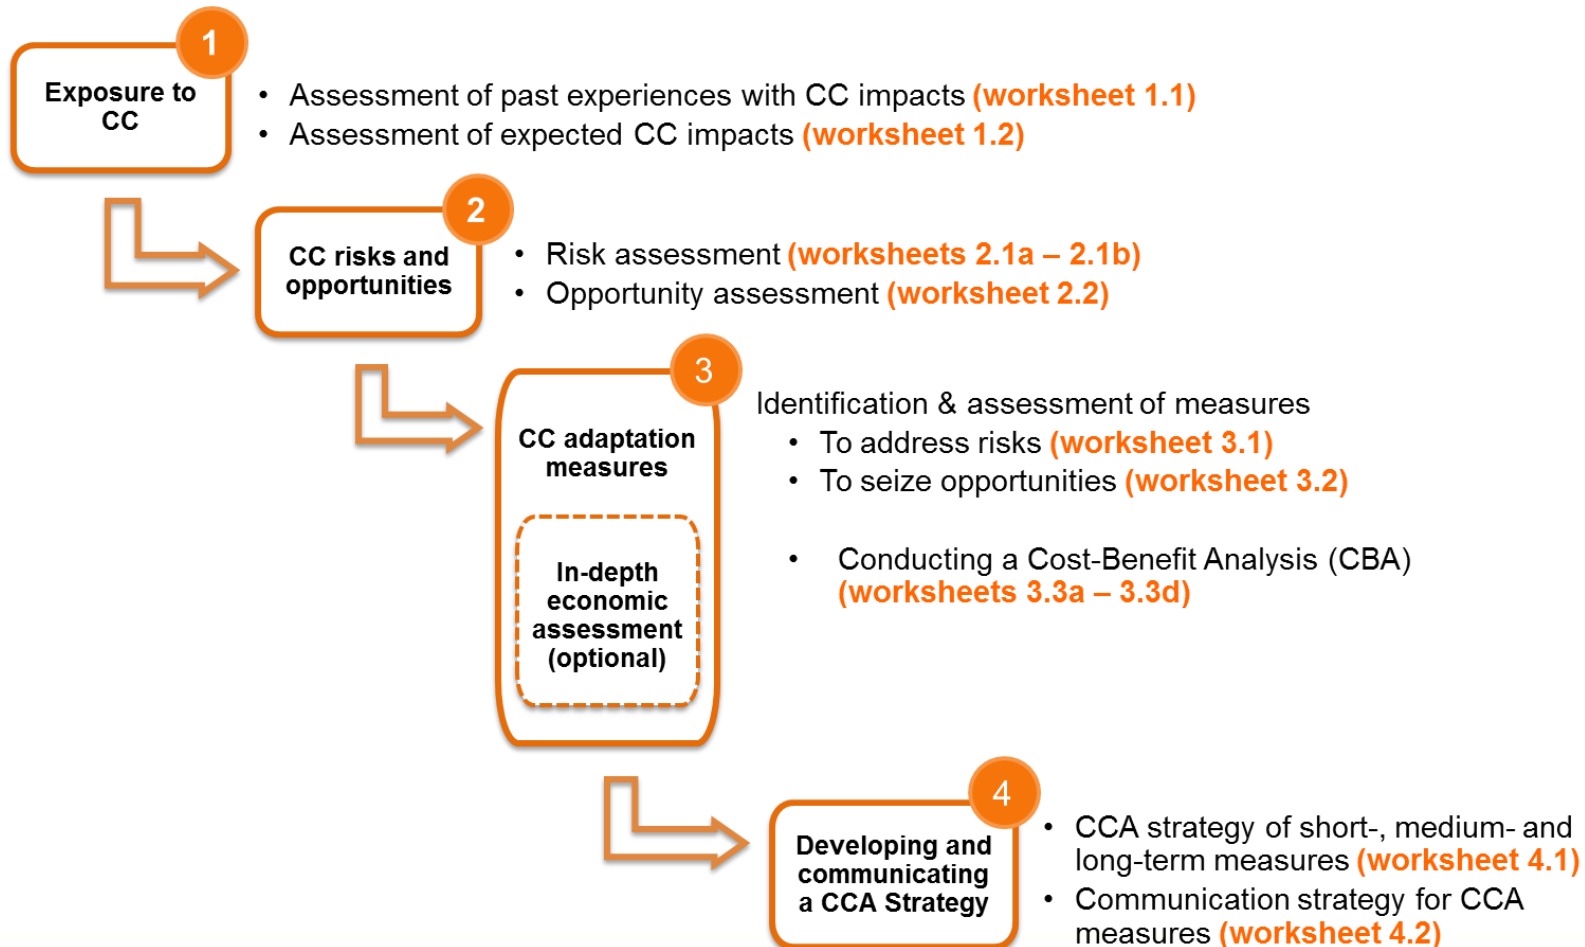 1
Exposure to
CC
• Assessment of past experiences with CC impacts (worksheet 1.1)
• Assessment of expected CC impacts (worksheet 1.2)
2
CC risks and
opportunities
• Risk assessment (worksheets 2.1a – 2.1b)
• Opportunity assessment (worksheet 2.2)
3
CC adaptation
measures
In-depth
economic
assessment
(optional)
Identification & assessment of measures
• To address risks (worksheet 3.1)
• To seize opportunities (worksheet 3.2)
• Conducting a Cost-Benefit Analysis (CBA)
(worksheets 3.3a – 3.3d)
4
Developing and
communicating
a CCA Strategy
• CCA strategy of short-, medium- and
long-term measures (worksheet 4.1)
• Communication strategy for CCA
measures (worksheet 4.2)